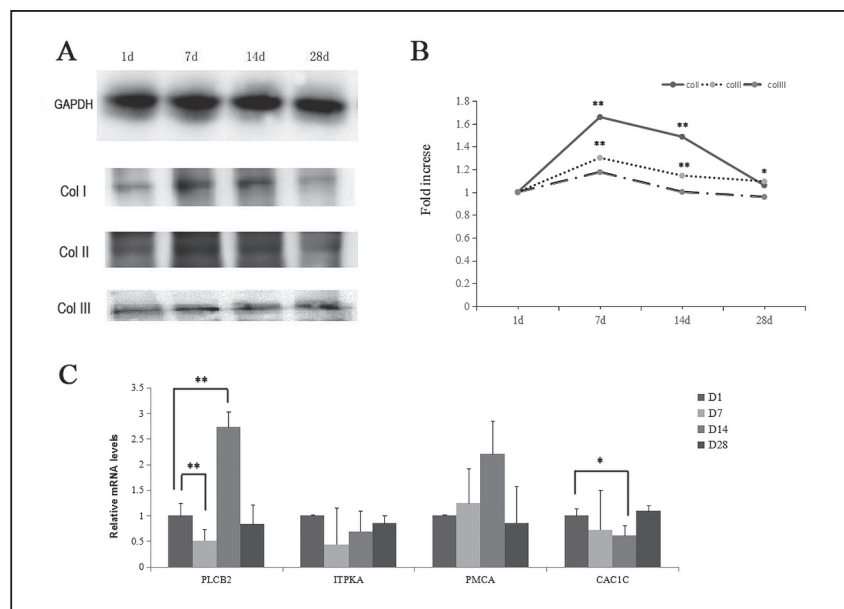 A
1d 7d 14d 28d
GAPDH
Col I
Col II
Col III
B
colI colII colIII
Fold increse
1.8
1.6
1.4
1.2
1
0.8
0.6
0.4
0.2
0
** ** ** ** *
1d 7d 14d 28d
C
Relative mRNA levels
3.5
3
2.5
2
1.5
1
0.5
0
** ** *
PLCB2 ITPKA PMCA CAC1C
D1
D7
D14
D28